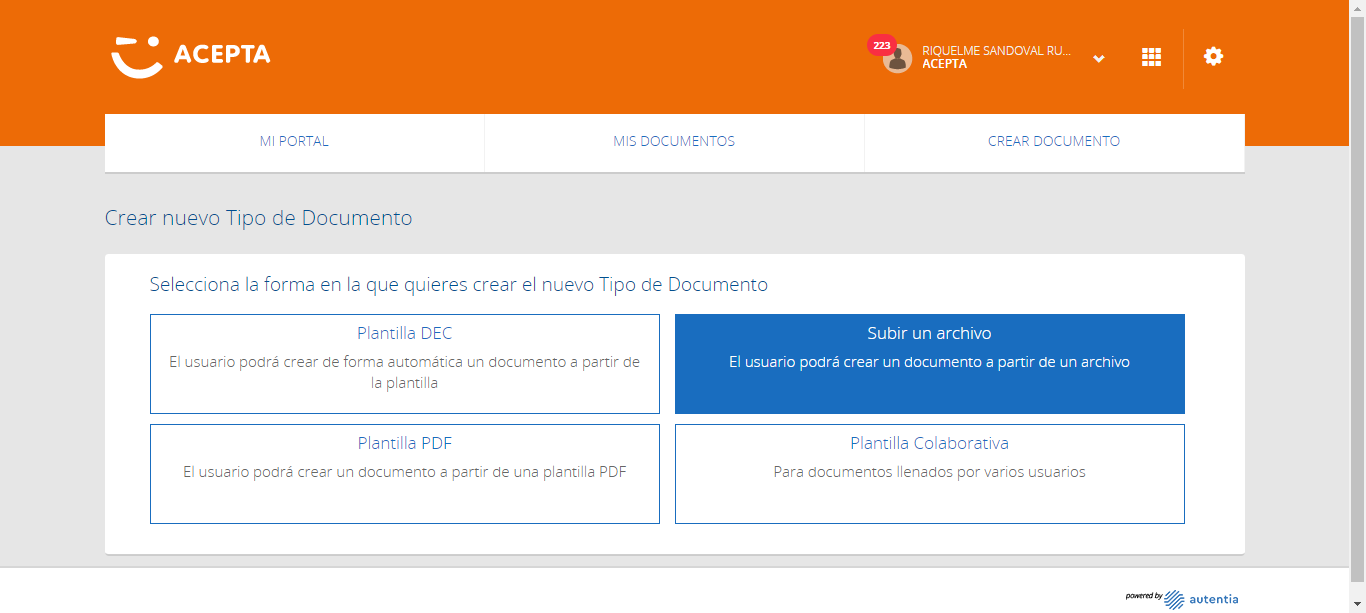 ACEPTA
223
RIQUELME SANDOVAL RU...
ACEPTA
MI PORTAL
MIS DOCUMENTOS
CREAR DOCUMENTO
Crear nuevo Tipo de Documento
Selecciona la forma en la que quieres crear el nuevo Tipo de Documento
Plantilla DEC
El usuario podrá crear de forma automática un documento a partir de
la plantilla
Subir un archivo
El usuario podrá crear un documento a partir de un archivo
Plantilla PDF
El usuario podrá crear un documento a partir de una plantilla PDF
Plantilla Colaborativa
Para documentos llenados por varios usuarios
powered by autentia